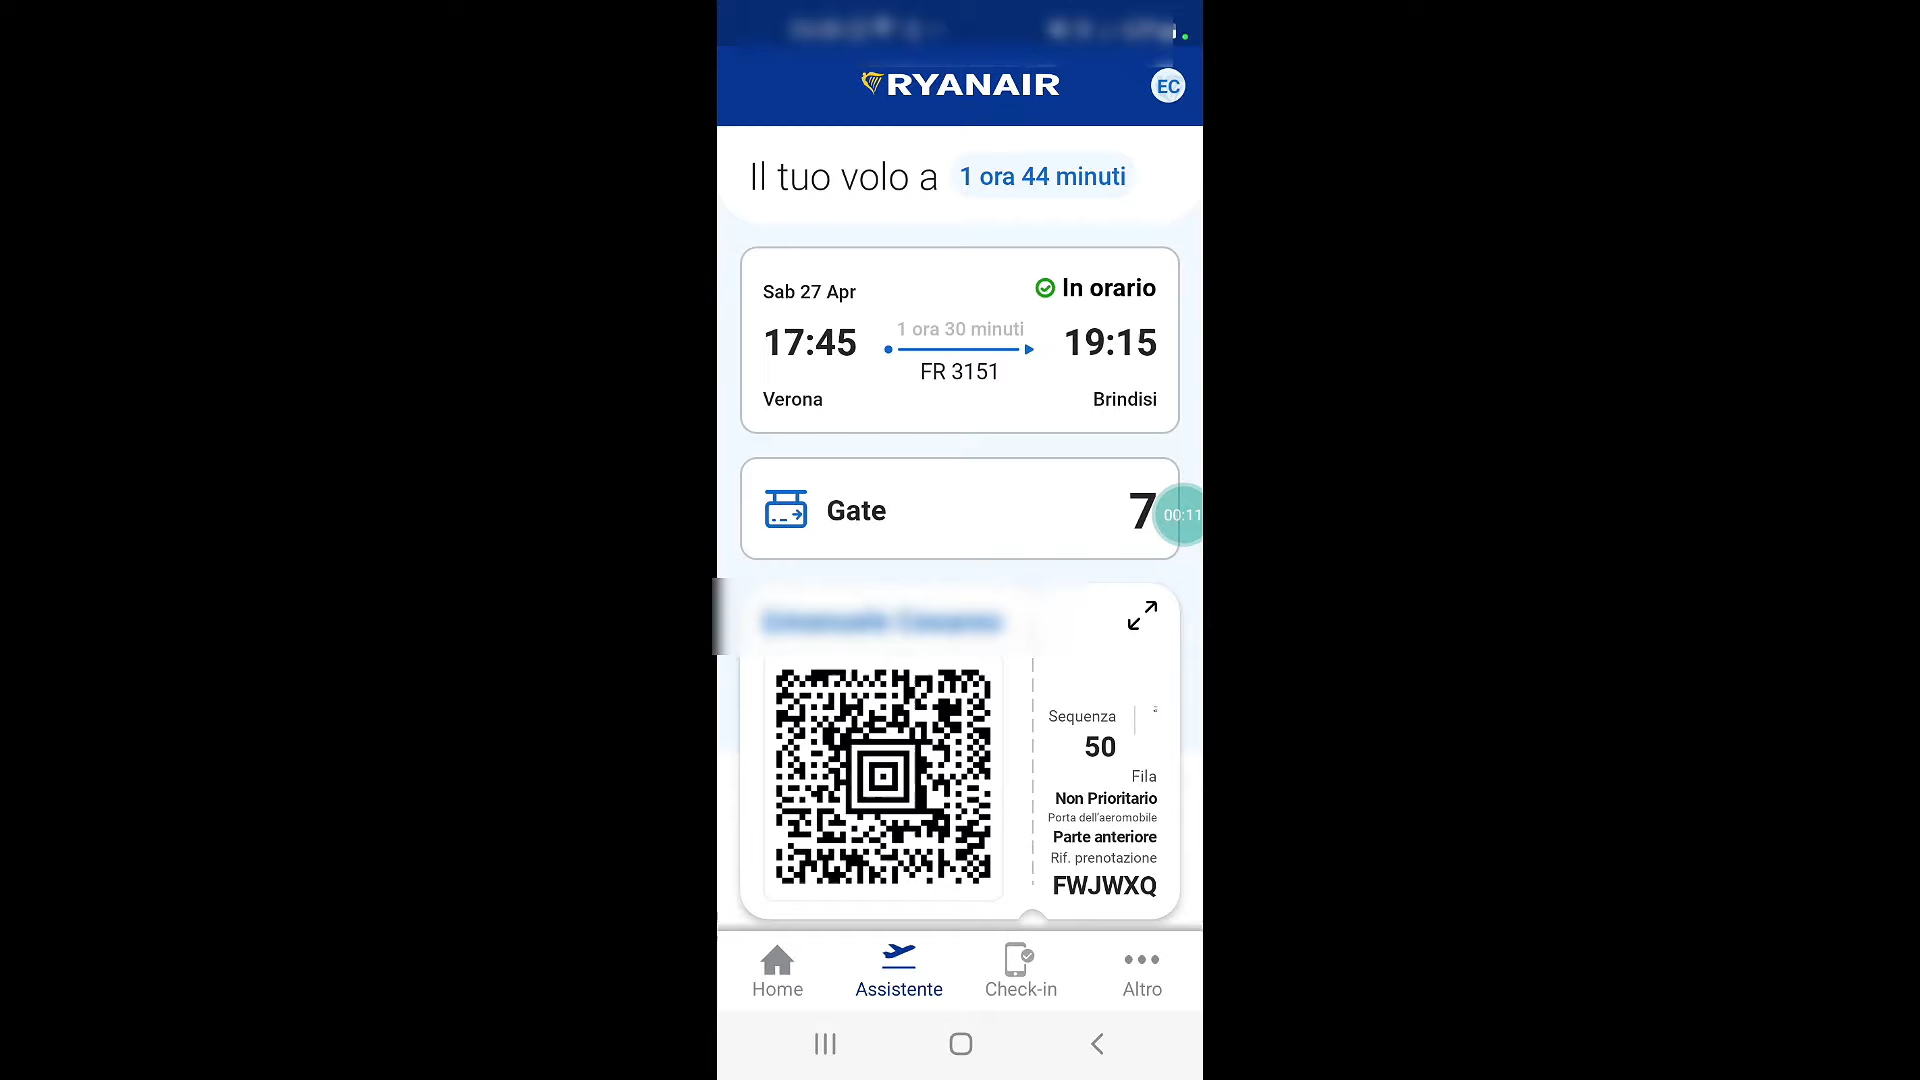 RYANAIR
EC
Il tuo volo a 1 ora 44 minuti
Sab 27 Apr
In orario
17:45
1 ora 30 minuti
19:15
FR 3151
Verona
Brindisi
Gate
7
00:11
Sequenza
50
Fila
Non Prioritario
Porta dell'aeromobile
Parte anteriore
Rif. prenotazione
FWJWXQ
Home
Assistente
Check-in
Altro